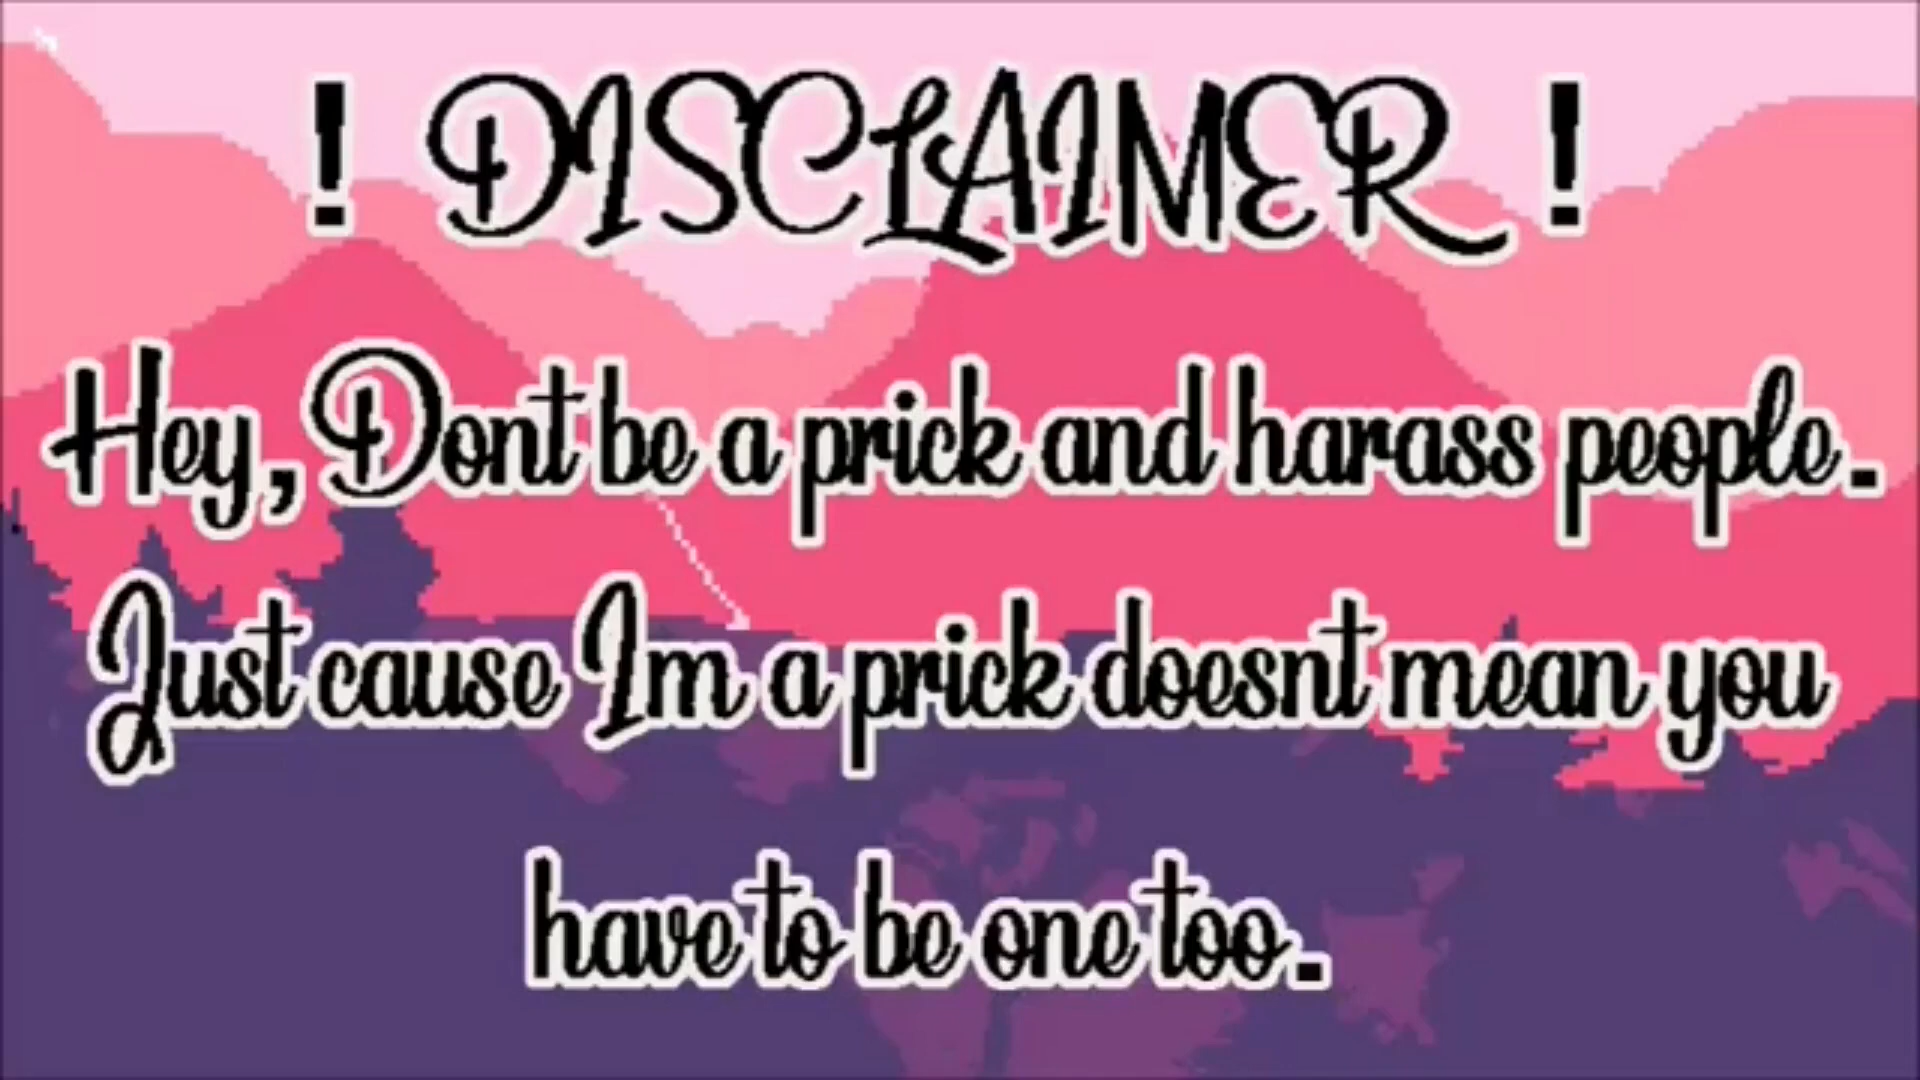 ! DISCLAIMER !
Hey, Dont be a prick and harass people.
Just cause Im a prick doesnt mean you
have to be one too.